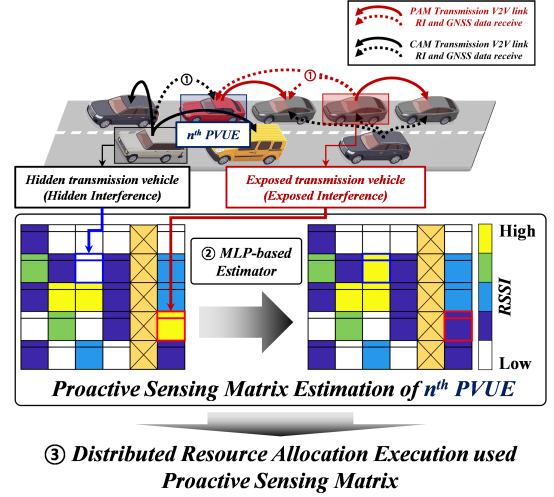 PAM Transmission V2V link
RI and GNSS data receive
CAM Transmission V2V link
RI and GNSS data receive
①
①
nth PVUE
Hidden transmission vehicle
(Hidden Interference)
Exposed transmission vehicle
(Exposed Interference)
② MLP-based
Estimator
High
RSSI
Low
Proactive Sensing Matrix Estimation of nth PVUE
③ Distributed Resource Allocation Execution used
Proactive Sensing Matrix